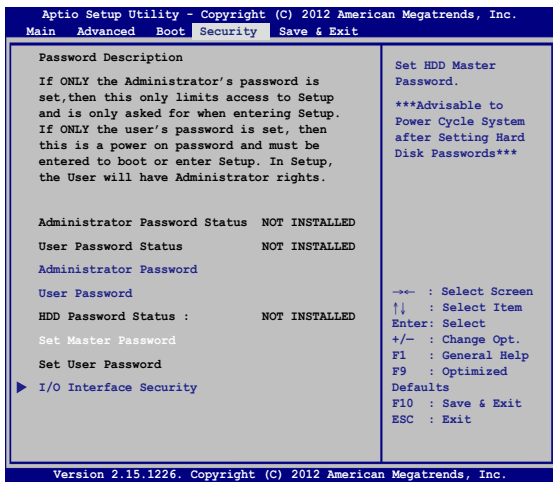 Aptio Setup Utility - Copyright (C) 2012 American Megatrends, Inc.
Main Advanced Boot Security Save & Exit
Password Description
If ONLY the Administrator's password is
set,then this only limits access to Setup
and is only asked for when entering Setup.
If ONLY the user's password is set, then
this is a power on password and must be
entered to boot or enter Setup. In Setup,
the User will have Administrator rights.
Administrator Password Status NOT INSTALLED
User Password Status NOT INSTALLED
Administrator Password
User Password
HDD Password Status : NOT INSTALLED
Set Master Password
Set User Password
I/O Interface Security
Set HDD Master
Password.
***Advisable to
Power Cycle System
after Setting Hard
Disk Passwords***
→← : Select Screen
↑↓ : Select Item
Enter: Select
+/— : Change Opt.
F1 : General Help
F9 : Optimized
Defaults
F10 : Save & Exit
ESC : Exit
Version 2.15.1226. Copyright (C) 2012 American Megatrends, Inc.